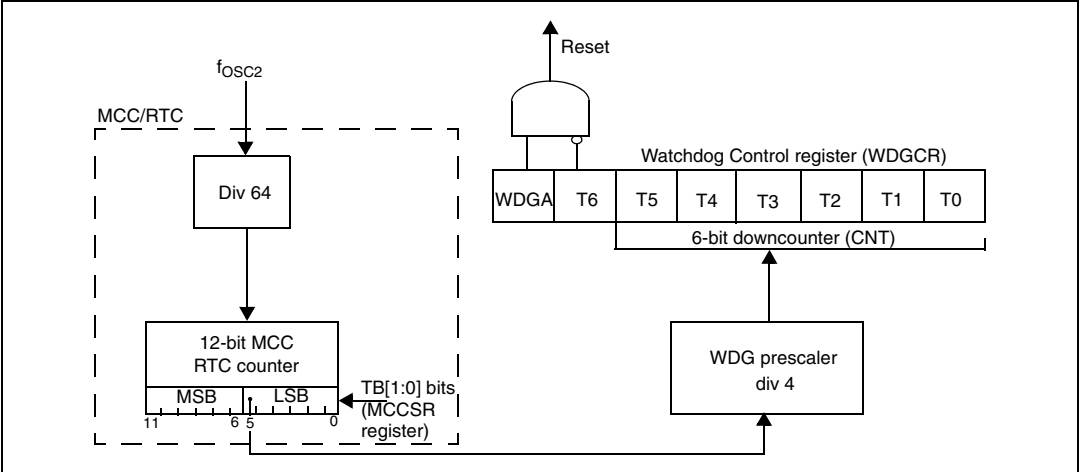 Reset
fOSC2
MCC/RTC
Div 64
Watchdog Control register (WDGCR)
WDGA T6 T5 T4 T3 T2 T1 T0
6-bit downcounter (CNT)
12-bit MCC
RTC counter
MSB LSB
11 6 5 0
TB[1:0] bits
(MCCSR
register)
WDG prescaler
div 4